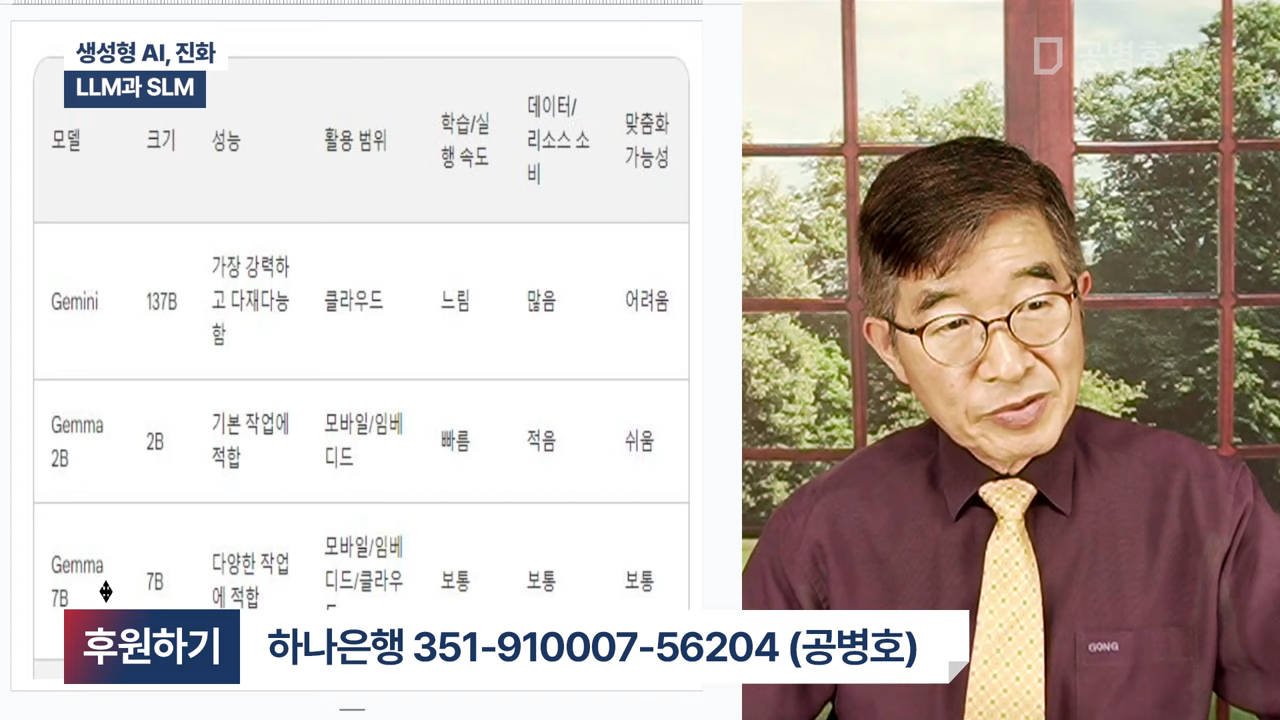 생성형 AI, 진화
LLM과 SLM
공병호TV
모델
크기
성능
활용 범위
학습/실
행 속도
데이터/
리소스 소
비
맞춤화
가능성
Gemini
137B
가장 강력하
고 다재다능
함
클라우드
느림
많음
어려움
Gemma
2B
2B
기본 작업에
적합
모바일/임베
디드
빠름
적음
쉬움
Gemma
7B
7B
다양한 작업
에 적합
모바일/임베
디드/클라우
보통
보통
보통
후원하기
하나은행 351-910007-56204 (공병호)
GONG